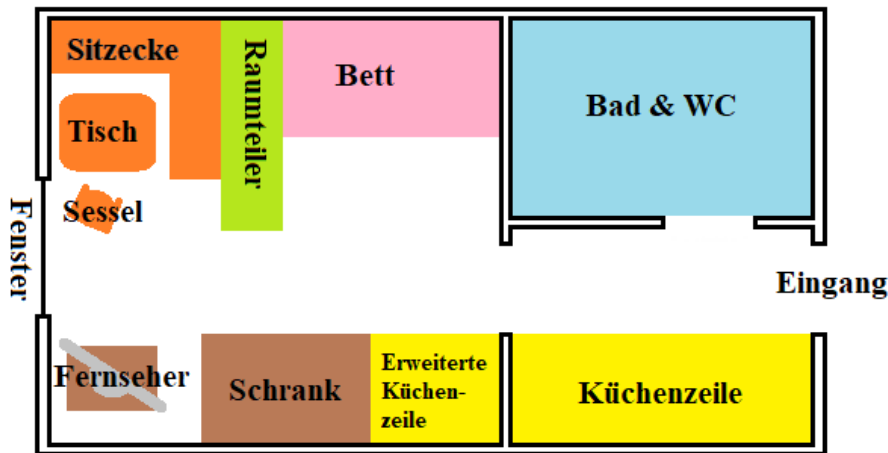 Sitzecke
Raumteiler
Bett
Bad & WC
Tisch
Sessel
Fenster
Eingang
Fernseher
Schrank
Erweiterte
Küchen-
zeile
Küchenzeile